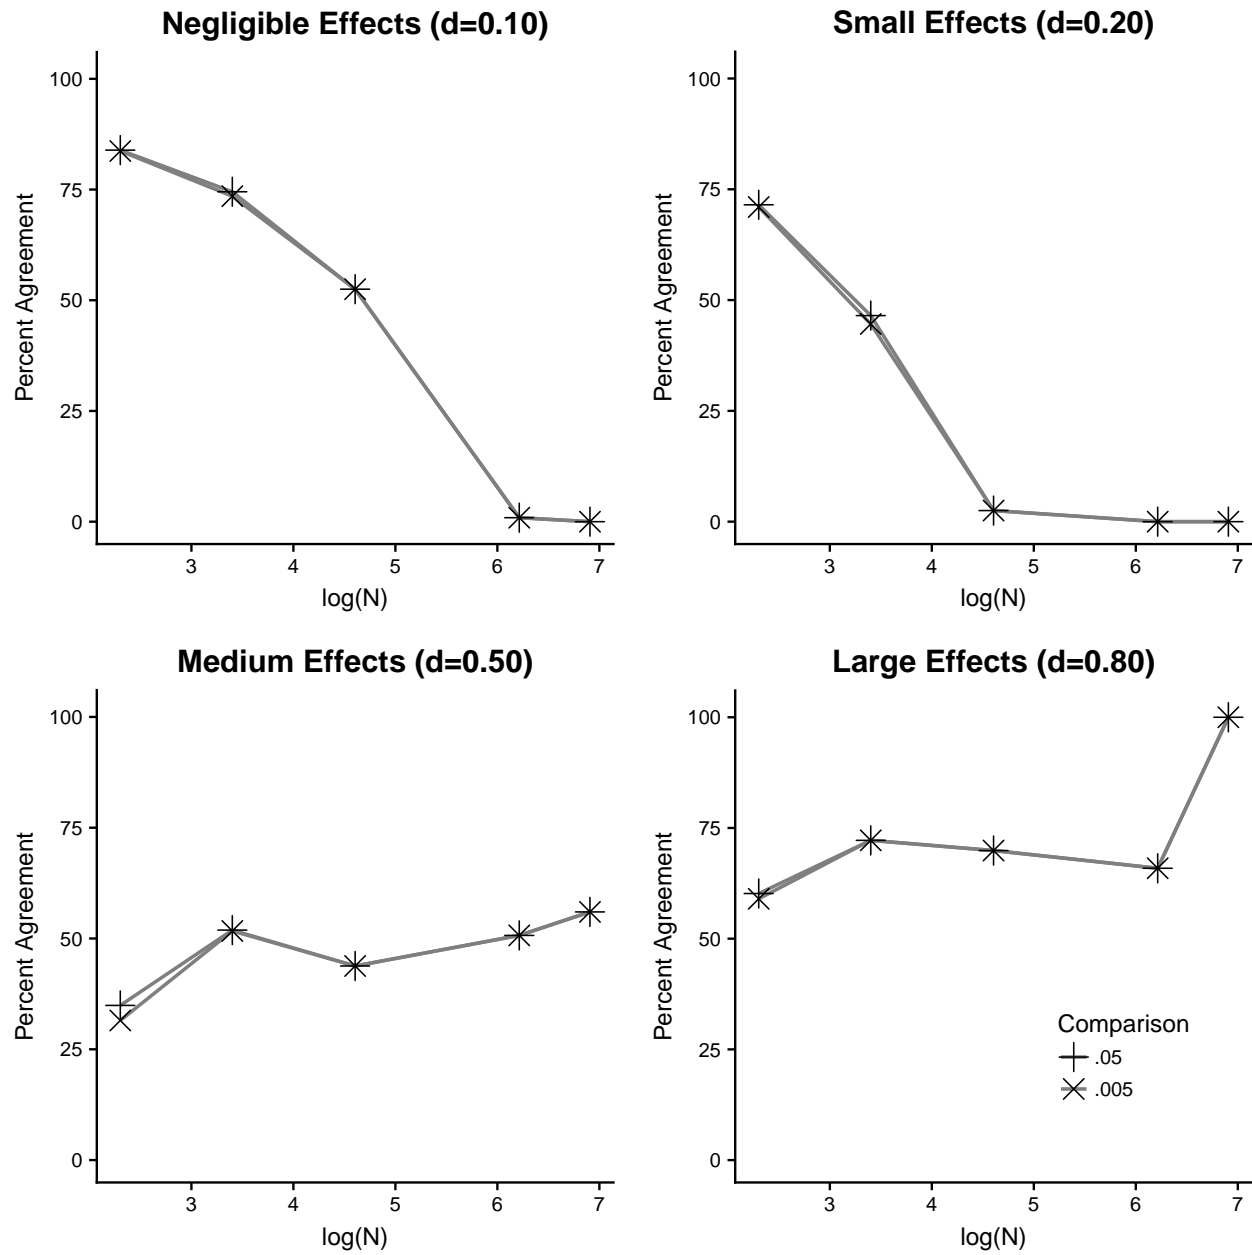 Negligible Effects (d=0.10)
100
75
50
25
0
Percent Agreement
3 4 5 6 7
log(N)
Small Effects (d=0.20)
100
75
50
25
0
Percent Agreement
3 4 5 6 7
log(N)
Medium Effects (d=0.50)
100
75
50
25
0
Percent Agreement
3 4 5 6 7
log(N)
Large Effects (d=0.80)
100
75
50
25
0
Percent Agreement
Comparison
.05
.005
3 4 5 6 7
log(N)